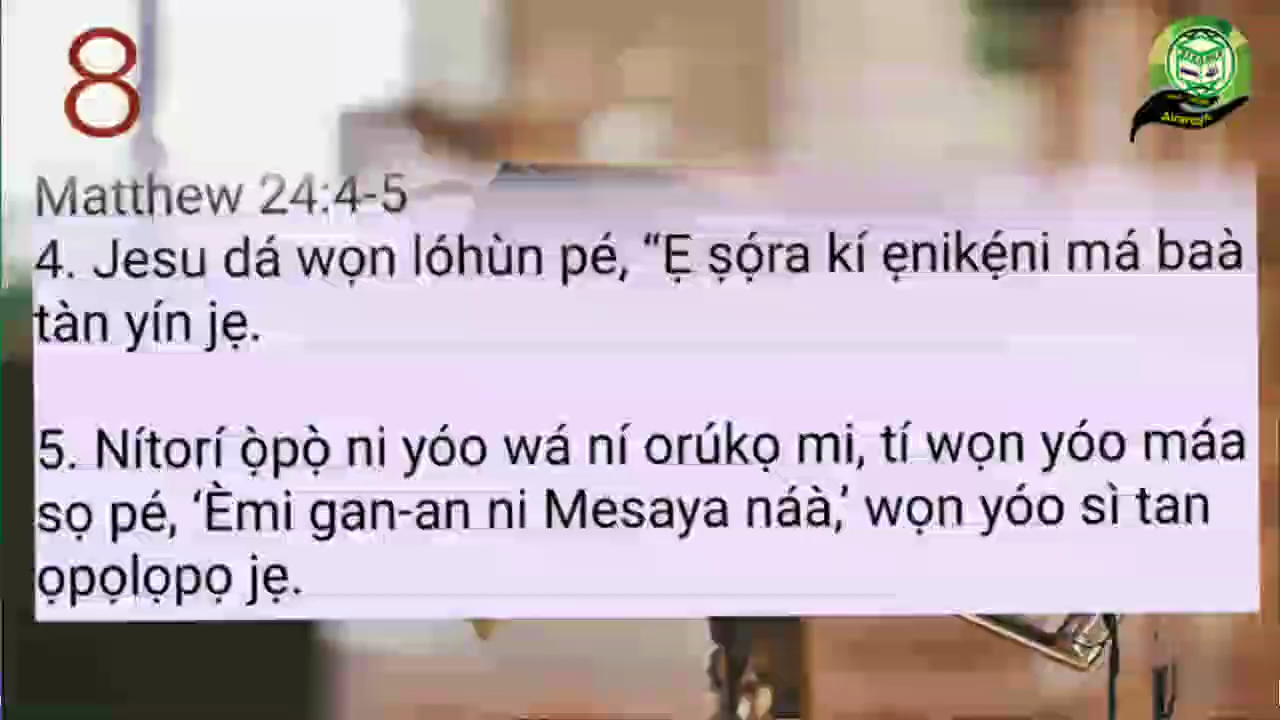 8
Matthew 24:4-5
4. Jesu dá wọn lóhùn pé, “Ẹ ṣọ́ra kí ẹnikẹ́ni má baà
tàn yín jẹ.
5. Nítorí ọ̀pọ̀ ni yóo wá ní orúkọ mi, tí wọn yóo máa
sọ pé, ‘Èmi gan-an ni Mesaya náà,’ wọn yóo sì tan
ọpọlọpọ jẹ.